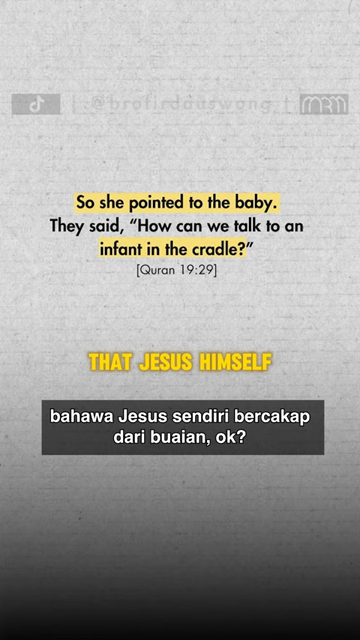 @brofirdauswong
MRM
So she pointed to the baby.
They said, “How can we talk to an
infant in the cradle?”
[Quran 19:29]
THAT JESUS HIMSELF
bahawa Jesus sendiri bercakap
dari buaian, ok?